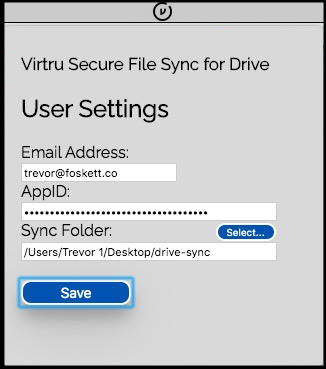 Virtru Secure File Sync for Drive
User Settings
Email Address:
trevor@foskett.co
AppID:
••••••••••••••••••••••••••••••••••••
Sync Folder:
Select...
/Users/Trevor 1/Desktop/drive-sync
Save